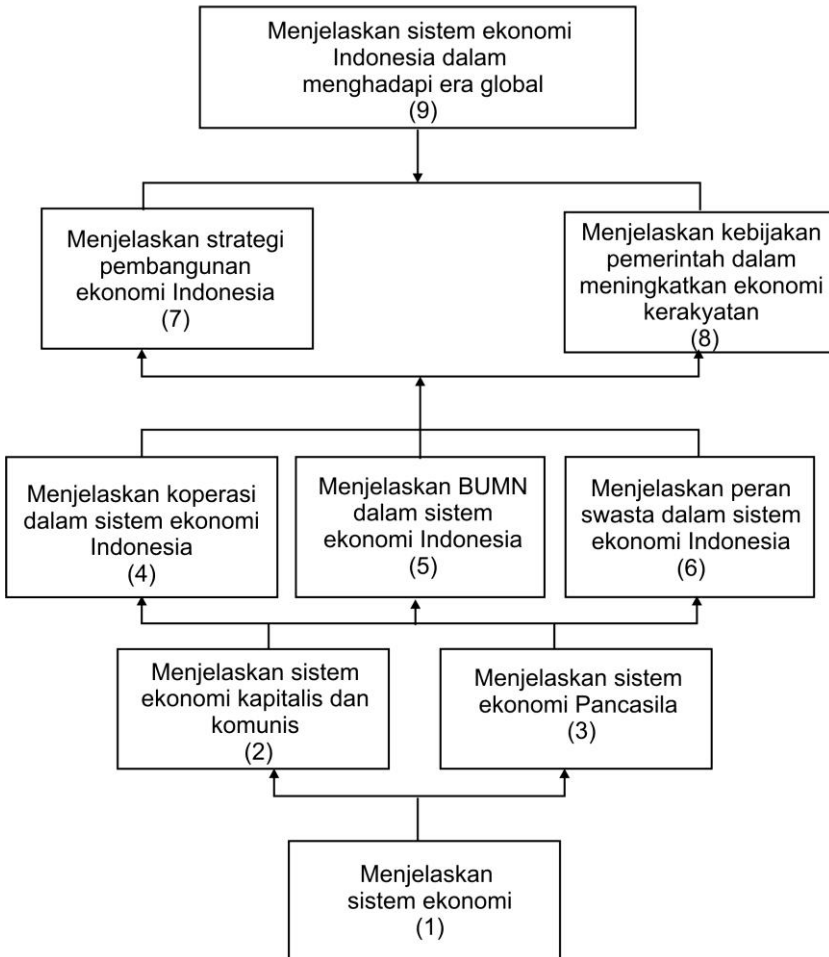 Menjelaskan sistem ekonomi
Indonesia dalam
menghadapi era global
(9)
Menjelaskan strategi
pembangunan
ekonomi Indonesia
(7)
Menjelaskan kebijakan
pemerintah dalam
meningkatkan ekonomi
kerakyatan
(8)
Menjelaskan koperasi
dalam sistem ekonomi
Indonesia
(4)
Menjelaskan BUMN
dalam sistem
ekonomi Indonesia
(5)
Menjelaskan peran
swasta dalam sistem
ekonomi Indonesia
(6)
Menjelaskan sistem
ekonomi kapitalis dan
komunis
(2)
Menjelaskan sistem
ekonomi Pancasila
(3)
Menjelaskan
sistem ekonomi
(1)